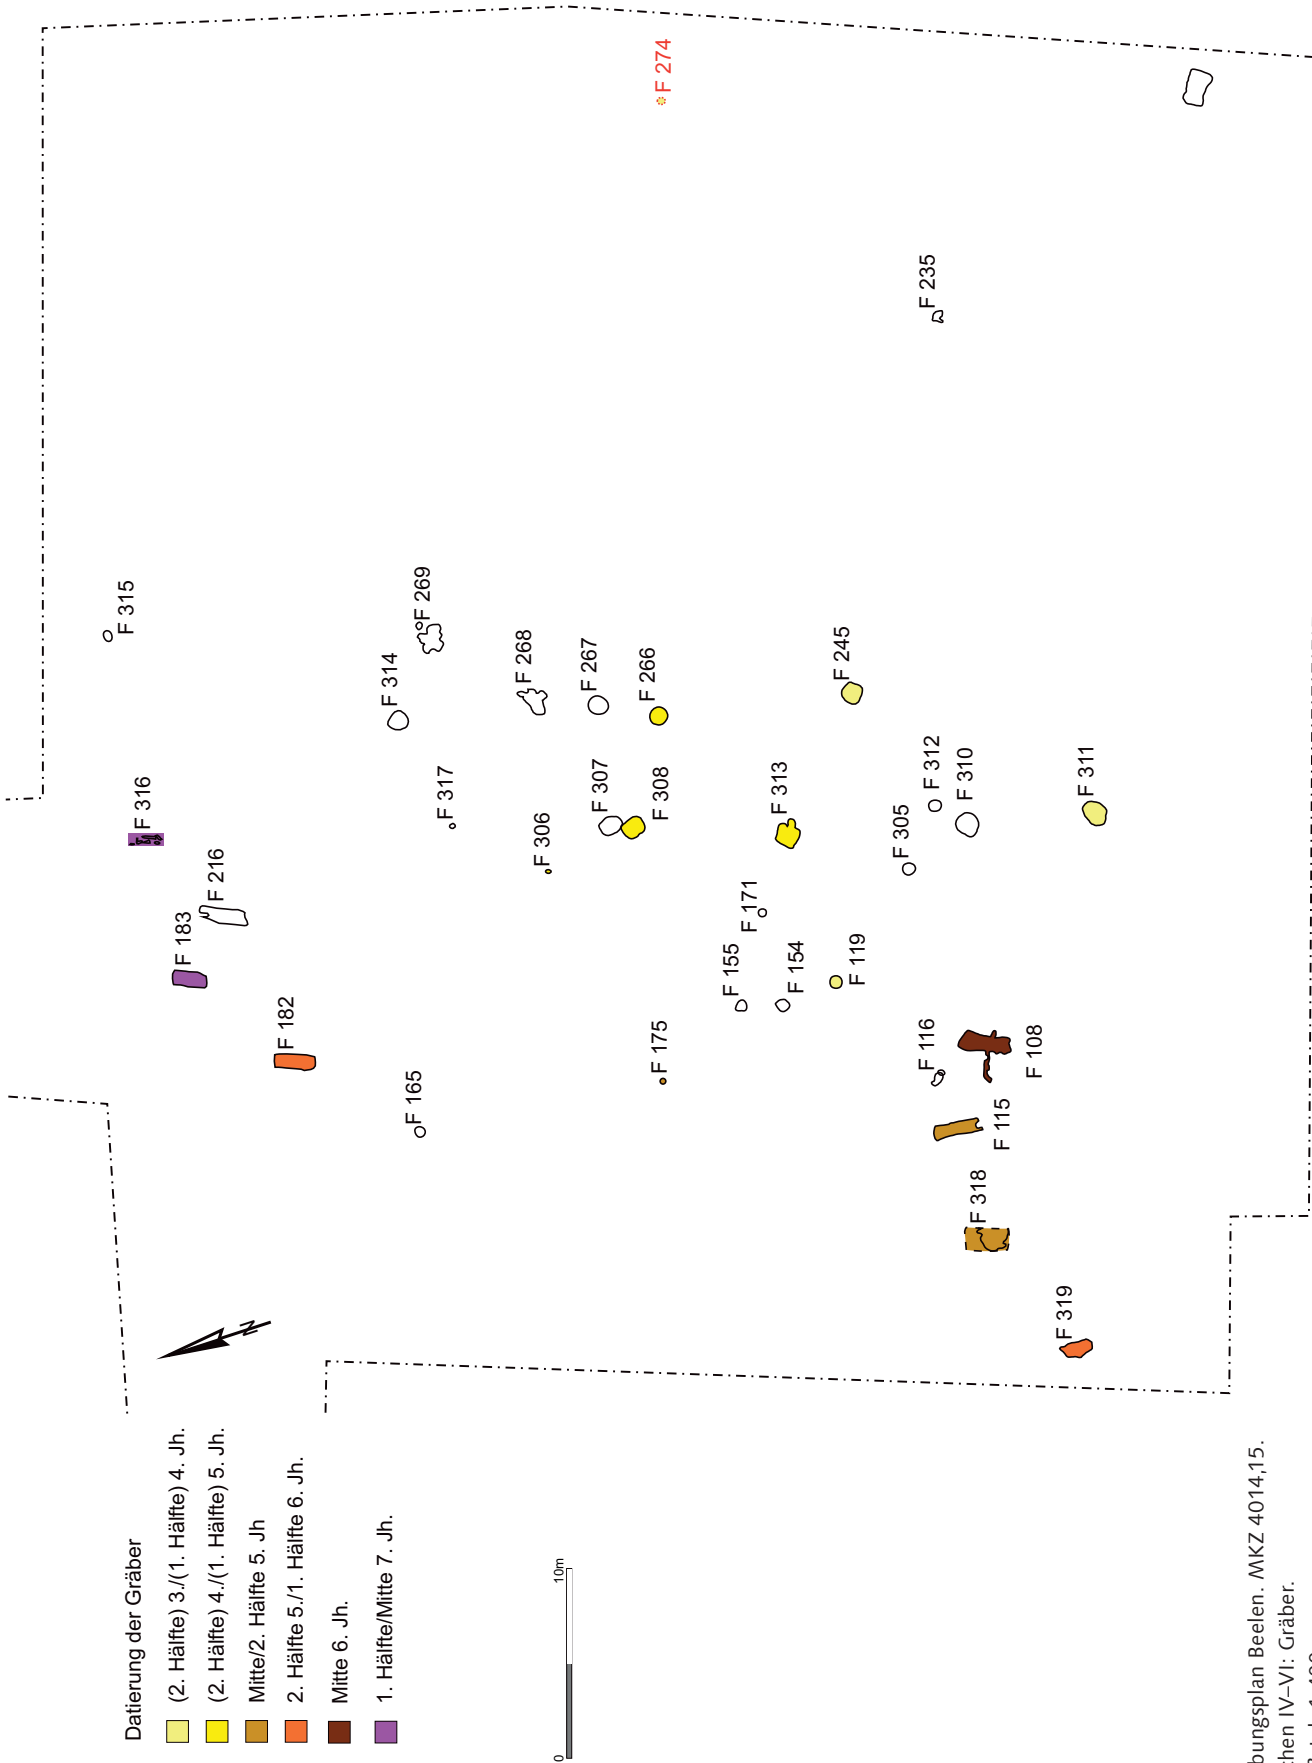 Datierung der Gräber
(2. Hälfte) 3./(1. Hälfte) 4. Jh.
(2. Hälfte) 4./(1. Hälfte) 5. Jh.
Mitte/2. Hälfte 5. Jh
2. Hälfte 5./1. Hälfte 6. Jh.
Mitte 6. Jh.
1. Hälfte/Mitte 7. Jh.
N
0
10m
F 315
F 316
F 183
F 216
F 182
F 165
F 314
F 269
F 317
F 268
F 306
F 267
F 307
F 266
F 308
F 274
F 175
F 155
F 171
F 154
F 313
F 119
F 245
F 305
F 312
F 235
F 310
F 116
F 108
F 115
F 318
F 319
F 311
bungsplan Beelen. MKZ 4014,15.
hen IV–VI: Gräber.